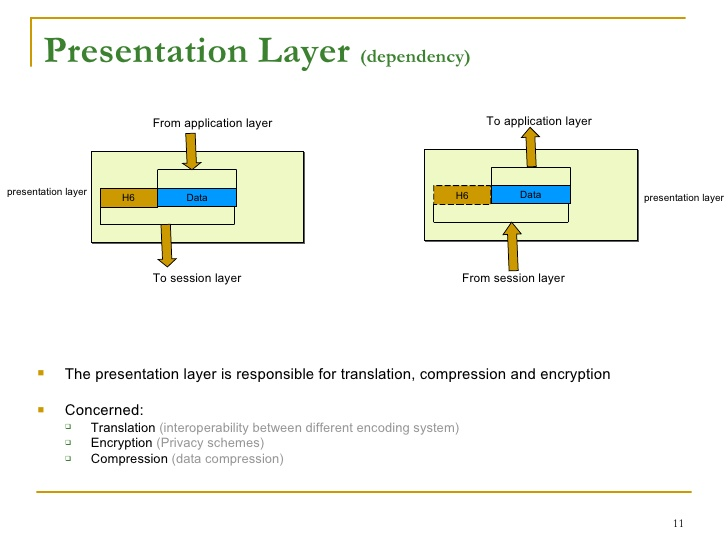 Presentation Layer (dependency)
From application layer
To application layer
presentation layer
H6 Data
H6 Data
presentation layer
To session layer
From session layer
The presentation layer is responsible for translation, compression and encryption
Concerned:
Translation (interoperability between different encoding system)
Encryption (Privacy schemes)
Compression (data compression)
11